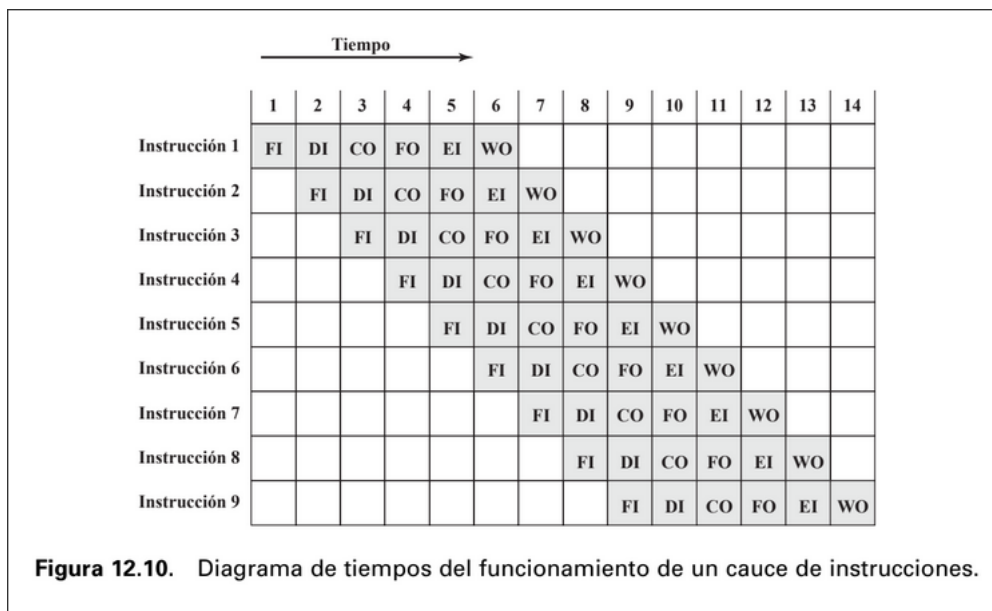 Tiempo
1 2 3 4 5 6 7 8 9 10 11 12 13 14
Instrucción 1 FI DI CO FO EI WO
Instrucción 2 FI DI CO FO EI WO
Instrucción 3 FI DI CO FO EI WO
Instrucción 4 FI DI CO FO EI WO
Instrucción 5 FI DI CO FO EI WO
Instrucción 6 FI DI CO FO EI WO
Instrucción 7 FI DI CO FO EI WO
Instrucción 8 FI DI CO FO EI WO
Instrucción 9 FI DI CO FO EI WO
Figura 12.10. Diagrama de tiempos del funcionamiento de un cauce de instrucciones.